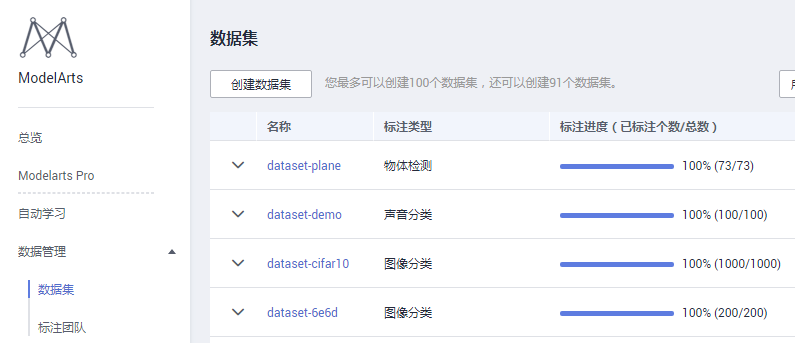 ModelArts
总览
Modelarts Pro
自动学习
数据管理
数据集
标注团队
数据集
创建数据集 您最多可以创建100个数据集，还可以创建91个数据集。
名称 标注类型 标注进度（已标注个数/总数）
dataset-plane 物体检测 100% (73/73)
dataset-demo 声音分类 100% (100/100)
dataset-cifar10 图像分类 100% (1000/1000)
dataset-6e6d 图像分类 100% (200/200)